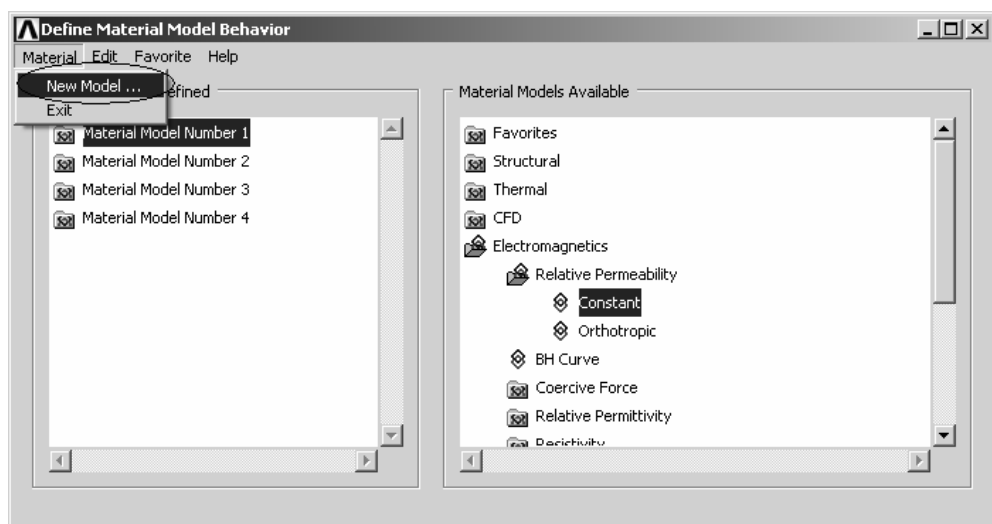 Define Material Model Behavior
Material Edit Favorite Help
New Model ...
Exit
efined
Material Model Number 1
Material Model Number 2
Material Model Number 3
Material Model Number 4
Material Models Available
Favorites
Structural
Thermal
CFD
Electromagnetics
Relative Permeability
Constant
Orthotropic
BH Curve
Coercive Force
Relative Permittivity
Resistivity